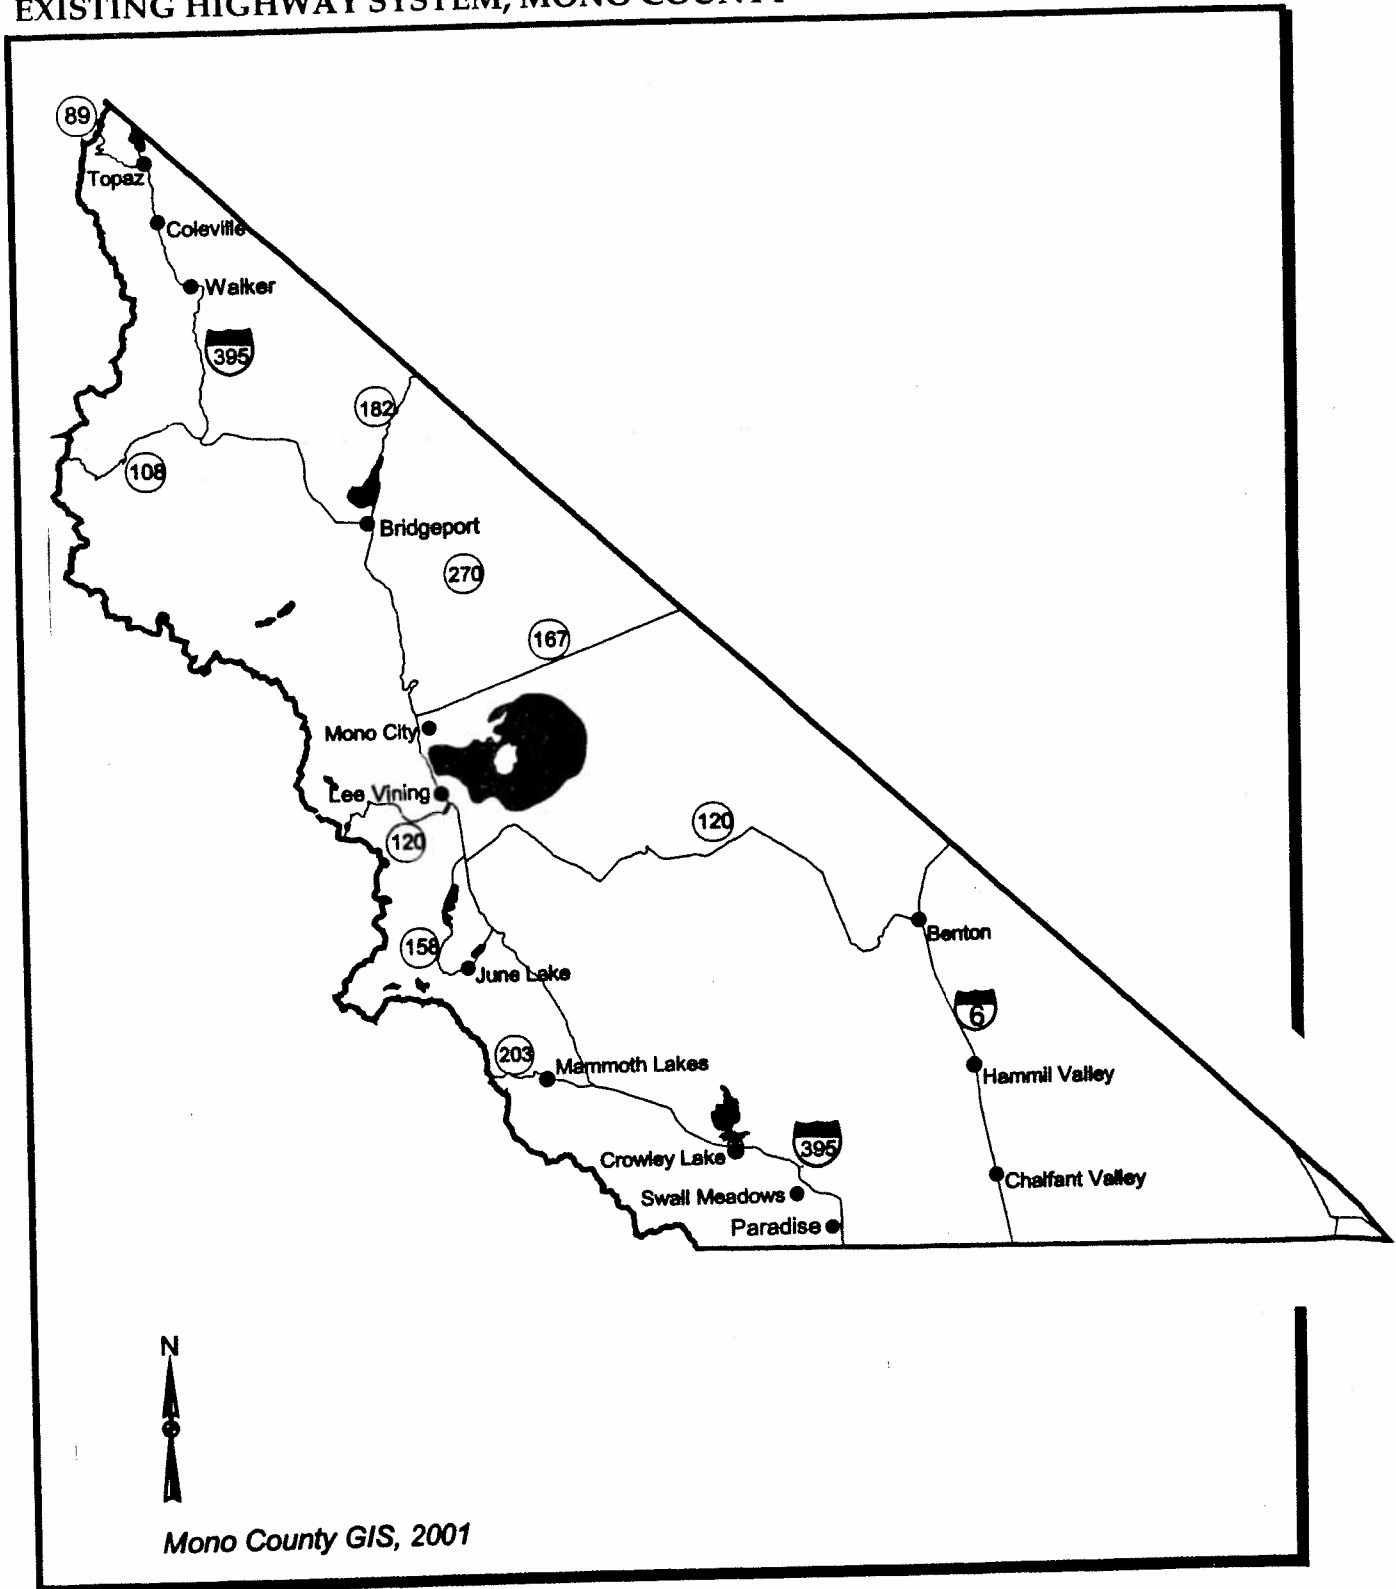 EXISTING HIGHWAY SYSTEM, MONO COUNTY
89
Topaz
Coleville
Walker
395
182
108
Bridgeport
270
167
Mono City
Lee Vining
120
120
Benton
158
June Lake
6
203
Mammoth Lakes
Hammil Valley
395
Crowley Lake
Chalfant Valley
Swall Meadows
Paradise
N
Mono County GIS, 2001